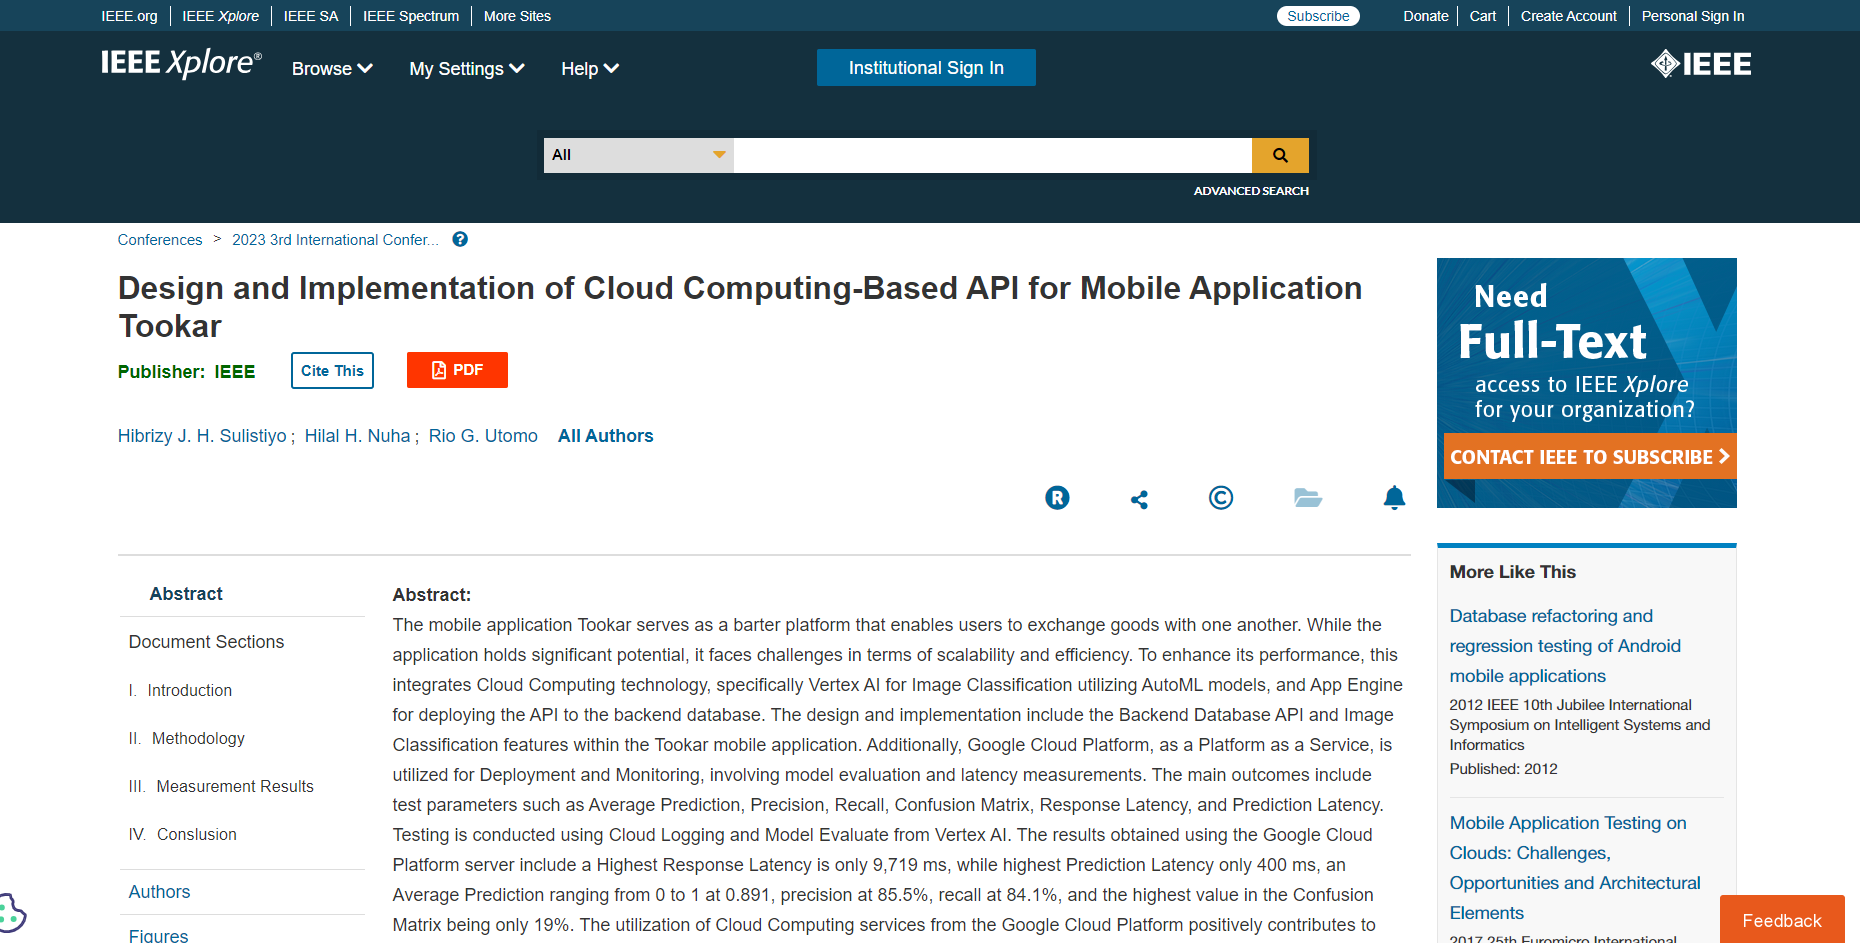 IEEE.org
IEEE Xplore
IEEE SA
IEEE Spectrum
More Sites
Subscribe
Donate
Cart
Create Account
Personal Sign In
IEEE Xplore®
Browse
My Settings
Help
Institutional Sign In
IEEE
All
ADVANCED SEARCH
Conferences > 2023 3rd International Confer... ?
Design and Implementation of Cloud Computing-Based API for Mobile Application
Tookar
Publisher: IEEE
Cite This
PDF
Hibrizy J. H. Sulistiyo ; Hilal H. Nuha ; Rio G. Utomo All Authors
R
©
Abstract
Document Sections
I. Introduction
II. Methodology
III. Measurement Results
IV. Conslusion
Authors
Figures
Abstract:
The mobile application Tookar serves as a barter platform that enables users to exchange goods with one another. While the
application holds significant potential, it faces challenges in terms of scalability and efficiency. To enhance its performance, this
integrates Cloud Computing technology, specifically Vertex AI for Image Classification utilizing AutoML models, and App Engine
for deploying the API to the backend database. The design and implementation include the Backend Database API and Image
Classification features within the Tookar mobile application. Additionally, Google Cloud Platform, as a Platform as a Service, is
utilized for Deployment and Monitoring, involving model evaluation and latency measurements. The main outcomes include
test parameters such as Average Prediction, Precision, Recall, Confusion Matrix, Response Latency, and Prediction Latency.
Testing is conducted using Cloud Logging and Model Evaluate from Vertex AI. The results obtained using the Google Cloud
Platform server include a Highest Response Latency is only 9,719 ms, while highest Prediction Latency only 400 ms, an
Average Prediction ranging from 0 to 1 at 0.891, precision at 85.5%, recall at 84.1%, and the highest value in the Confusion
Matrix being only 19%. The utilization of Cloud Computing services from the Google Cloud Platform positively contributes to
Need
Full-Text
access to IEEE Xplore
for your organization?
CONTACT IEEE TO SUBSCRIBE
More Like This
Database refactoring and
regression testing of Android
mobile applications
2012 IEEE 10th Jubilee International
Symposium on Intelligent Systems and
Informatics
Published: 2012
Mobile Application Testing on
Clouds: Challenges,
Opportunities and Architectural
Elements
2017 25th Euromicro International
Feedback